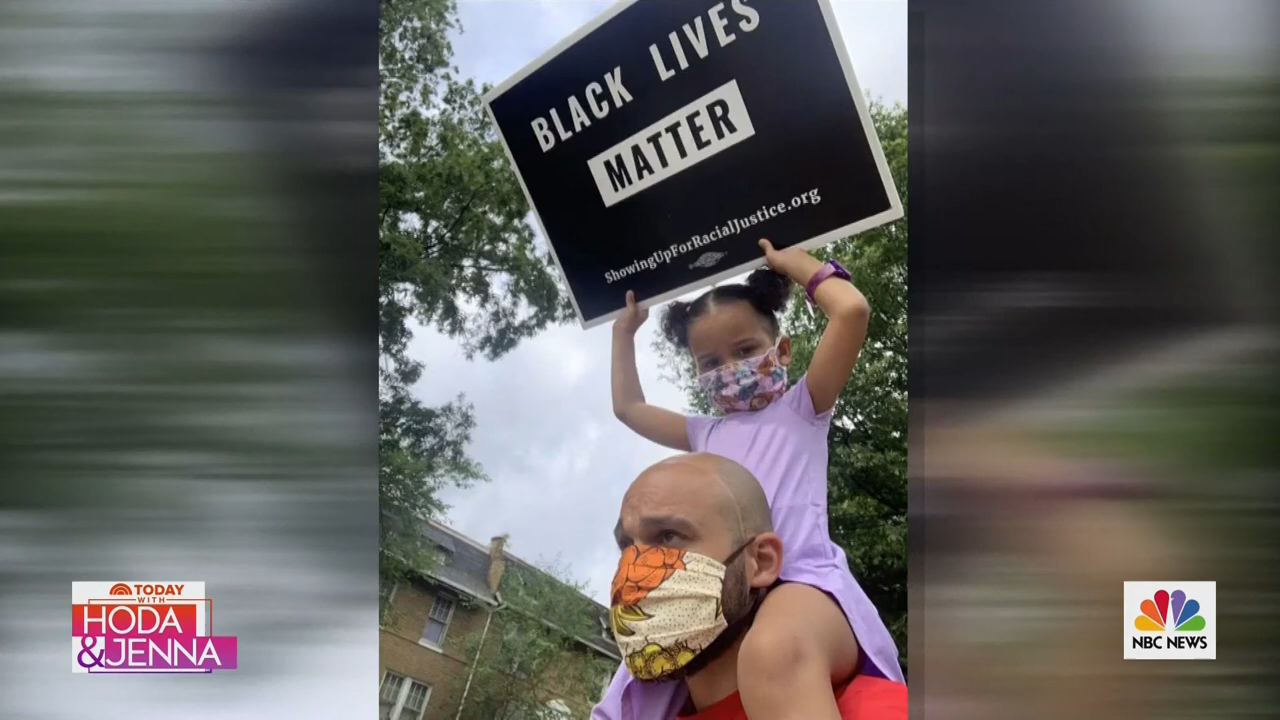 BLACK LIVES
MATTER
ShowingUpForRacialJustice.org
TODAY
WITH
HODA
&JENNA
NBC NEWS